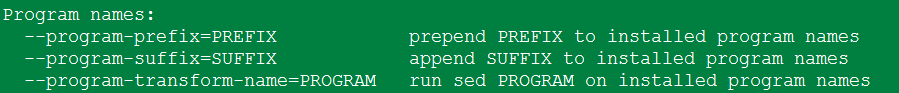 Program names:
  --program-prefix=PREFIX            prepend PREFIX to installed program names
  --program-suffix=SUFFIX            append SUFFIX to installed program names
  --program-transform-name=PROGRAM   run sed PROGRAM on installed program names